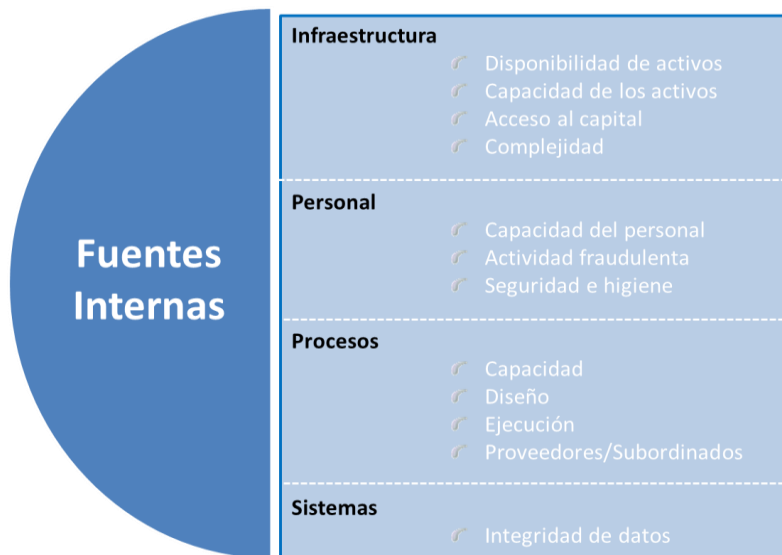 Fuentes
Internas
Infraestructura
Disponibilidad de activos
Capacidad de los activos
Acceso al capital
Complejidad
Personal
Capacidad del personal
Actividad fraudulenta
Seguridad e higiene
Procesos
Capacidad
Diseño
Ejecución
Proveedores/Subordinados
Sistemas
Integridad de datos